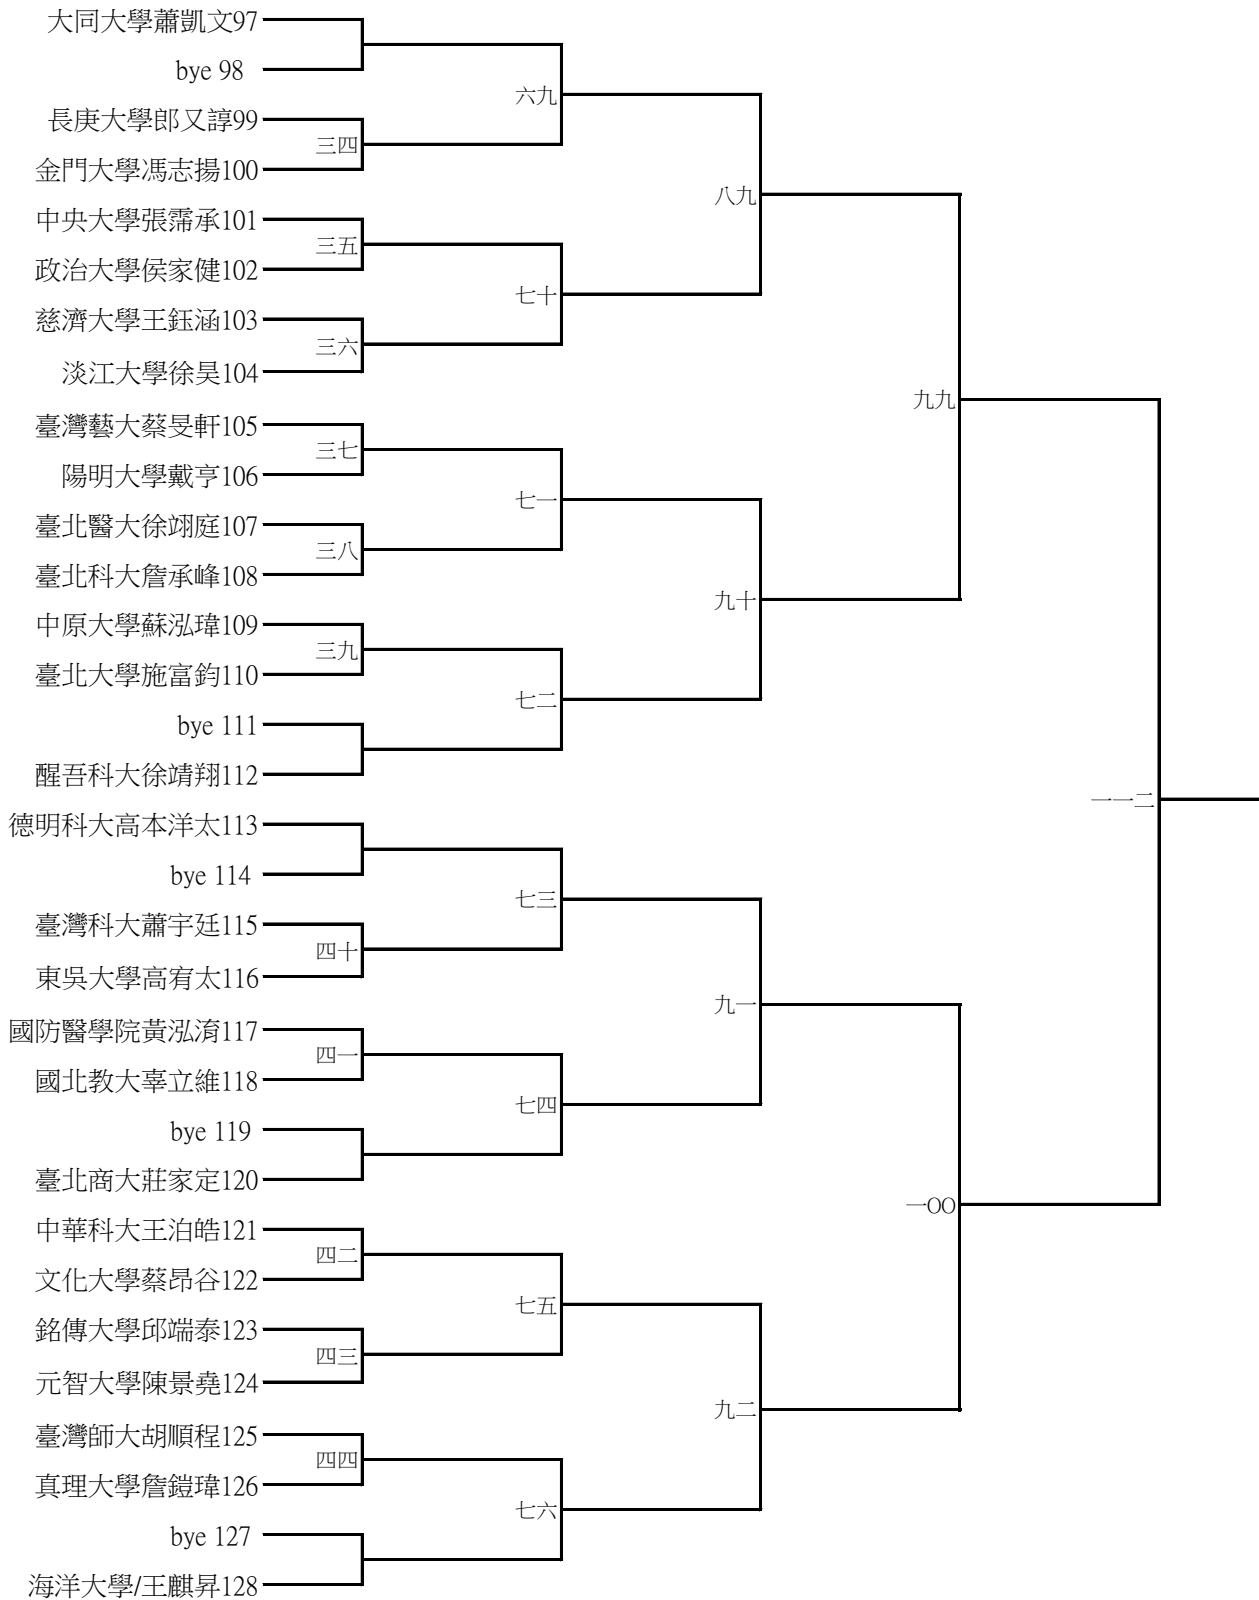 大同大學蕭凱文97
bye 98
六九
長庚大學郎又諄99
三四
金門大學馮志揚100
八九
中央大學張霈承101
三五
政治大學侯家健102
七十
慈濟大學王鈺涵103
三六
淡江大學徐昊104
九九
臺灣藝大蔡旻軒105
三七
陽明大學戴亨106
七一
臺北醫大徐翊庭107
三八
臺北科大詹承峰108
九十
中原大學蘇泓瑋109
三九
臺北大學施富鈞110
七二
bye 111
醒吾科大徐靖翔112
一一二
德明科大高本洋太113
bye 114
七三
臺灣科大蕭宇廷115
四十
東吳大學高宥太116
九一
國防醫學院黃泓淯117
四一
國北教大辜立維118
七四
bye 119
臺北商大莊家定120
一OO
中華科大王泊皓121
四二
文化大學蔡昂谷122
七五
銘傳大學邱端泰123
四三
元智大學陳景堯124
九二
臺灣師大胡順程125
四四
真理大學詹鎧瑋126
七六
bye 127
海洋大學/王麒昇128